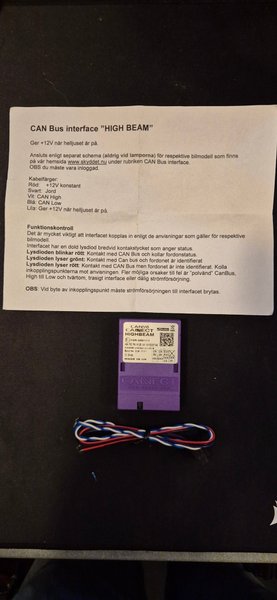 CAN Bus interface "HIGH BEAM"
Ger +12V när helljuset är på.
Ansluts enligt separat schema (aldrig vid lamporna) för respektive bilmodell som finns
på vår hemsida www.skyddet.nu under rubriken CAN Bus interface.
OBS du måste vara inloggad.
Kabelfärger:
Röd: +12V konstant
Svart: Jord
Vit: CAN High
Blå: CAN Low
Lila: Ger +12V när helljuset är på.
Funktionskontroll
Det är mycket viktigt att interfacet kopplas in enligt de anvisningar som gäller för respektive
bilmodell.
Interfacet har en dold lysdiod bredvid kontaktstycket som anger status.
Lysdioden blinkar rött: Kontakt med CAN Bus och kollar fordonstatus.
Lysdioden lyser grönt: Kontakt med Can bus och fordonet är identifierat
Lysdioden lyser rött: Kontakt med CAN Bus men fordonet är inte identifierat. Kolla
inkopplingspunkterna mot anvisningen. Fler möjliga orsaker till fel är "polvänd" CanBus,
High till Low och tvärtom, trasigt interface eller dålig strömförsörjning.
OBS: Vid byte av inkopplingspunkt måste strömförsörjningen till interfacet brytas.
CANM8
CANNECT
HIGHBEAM
CANNECT